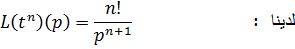 لدينا : L(tⁿ)(p) = n! / pⁿ⁺¹